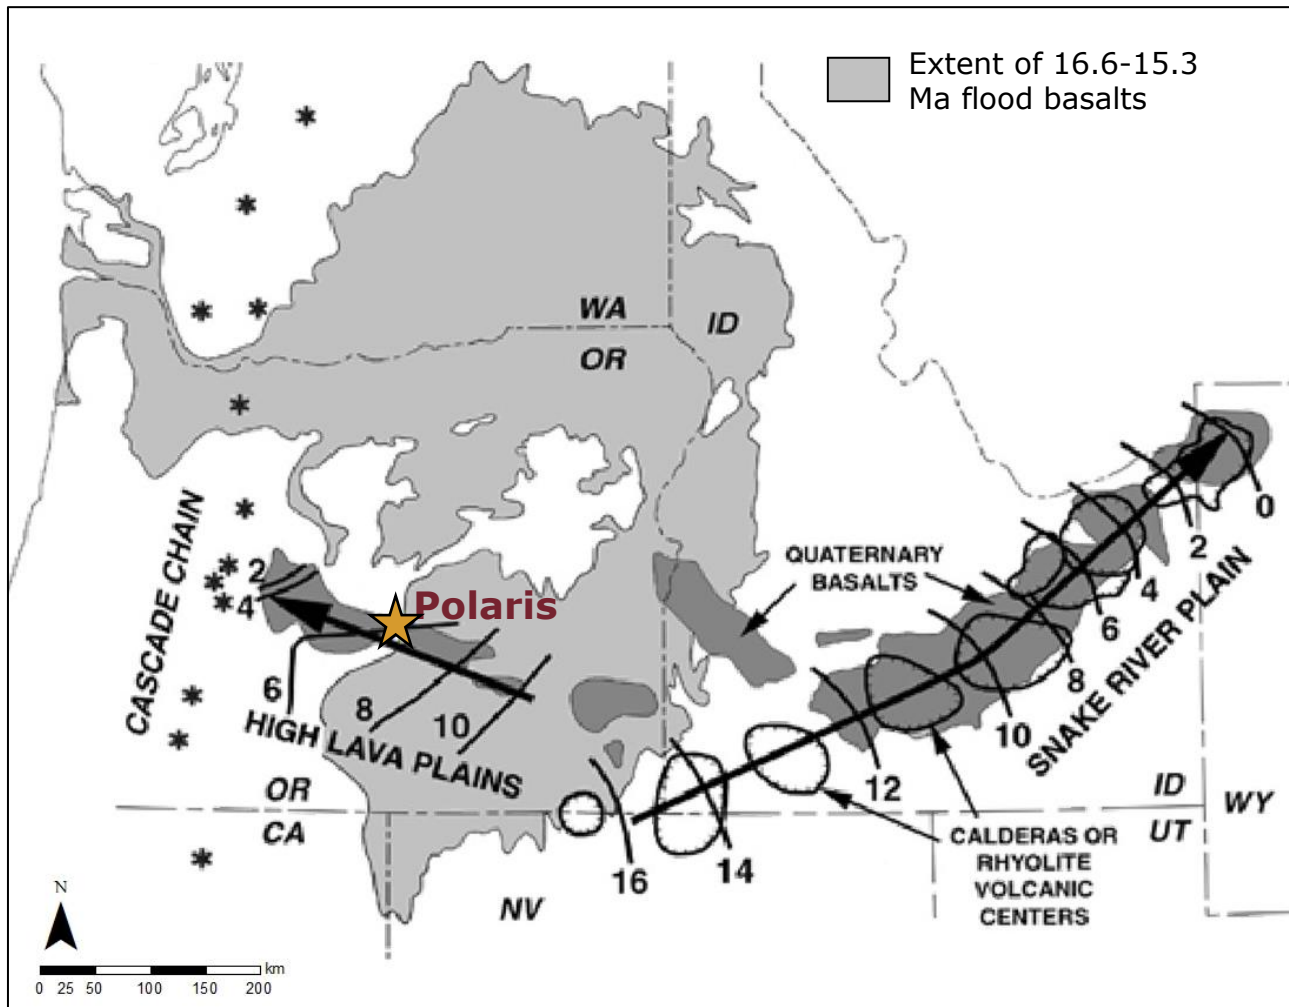 Extent of 16.6-15.3
Ma flood basalts
WA
ID
OR
CASCADE CHAIN
2
4
Polaris
6
8
10
HIGH LAVA PLAINS
QUATERNARY
BASALTS
0
2
4
6
8
10
12
14
16
SNAKE RIVER PLAIN
OR
CA
NV
ID
UT
WY
CALDERAS OR
RHYOLITE
VOLCANIC
CENTERS
N
km
0 25 50 100 150 200